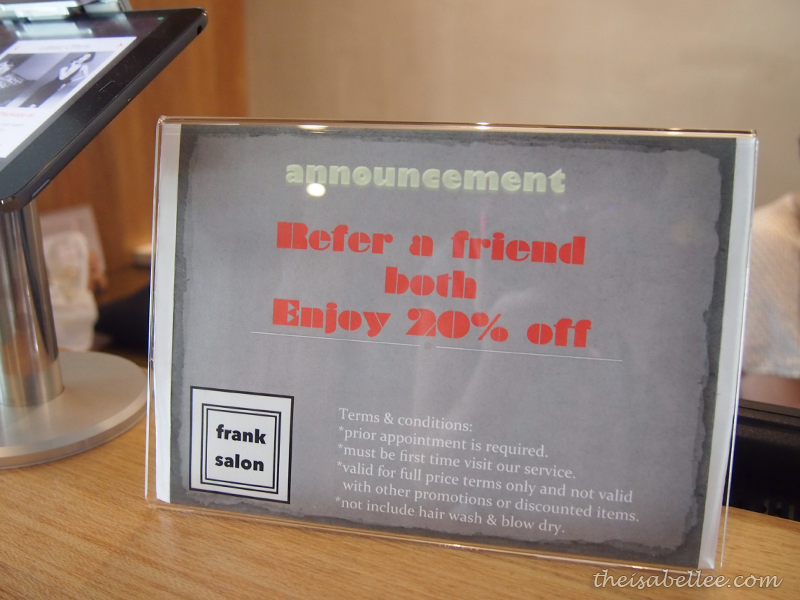 announcement
Refer a friend
both
Enjoy 20% off
frank
salon
Terms & conditions:
*prior appointment is required.
*must be first time visit our service.
*valid for full price terms only and not valid
with other promotions or discounted items.
*not include hair wash & blow dry.
theisabellee.com